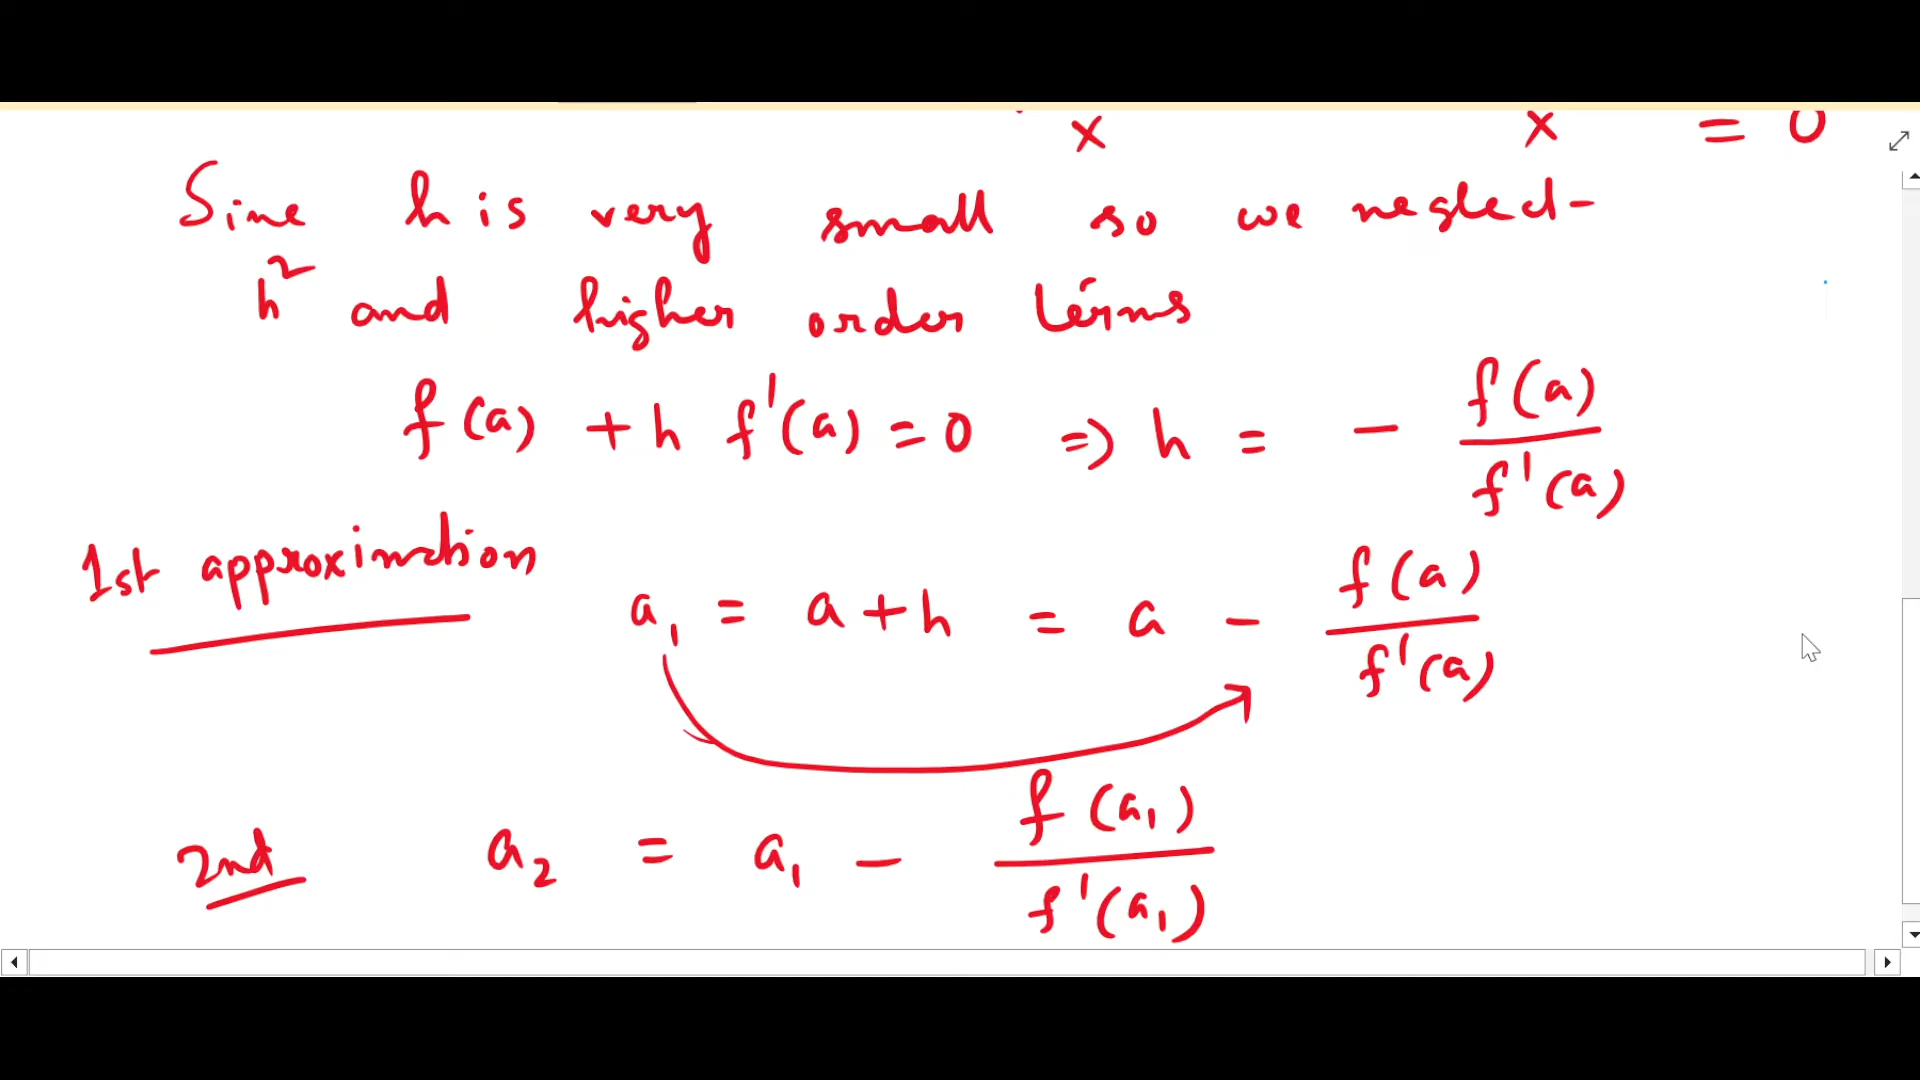 x x = 0
Sine h is very small so we neglect
h² and higher order terms
f(a) + h f'(a) = 0 => h = - f(a) / f'(a)
1st approximation
a₁ = a + h = a - f(a) / f'(a)
2nd a₂ = a₁ - f(a₁) / f'(a₁)